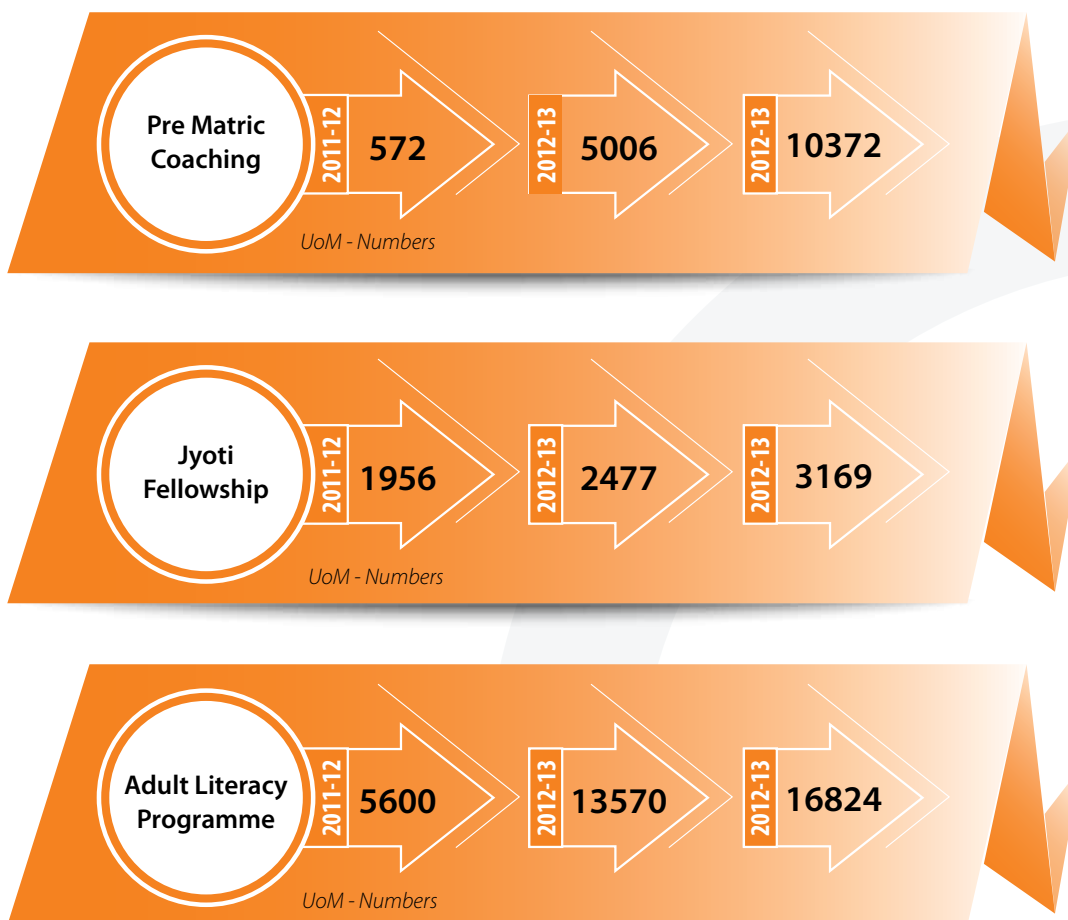 Pre Matric
Coaching
2011-12
572
2012-13
5006
2012-13
10372
UoM - Numbers
Jyoti
Fellowship
2011-12
1956
2012-13
2477
2012-13
3169
UoM - Numbers
Adult Literacy
Programme
2011-12
5600
2012-13
13570
2012-13
16824
UoM - Numbers